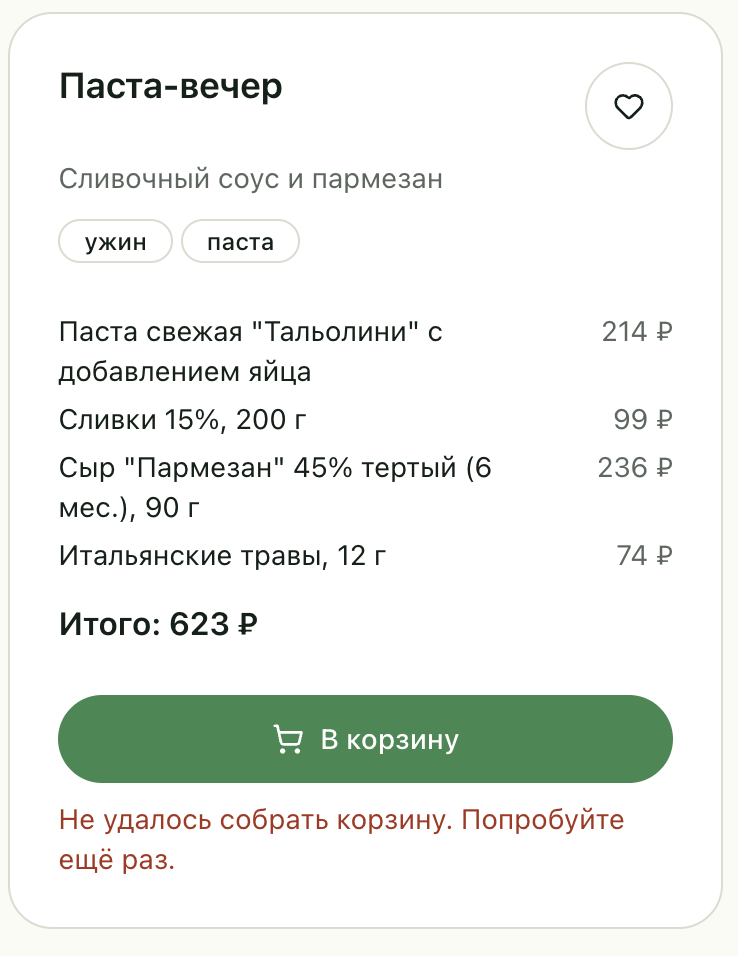 Паста-вечер
Сливочный соус и пармезан
ужин паста
Паста свежая "Тальолини" с 214 ₽
добавлением яйца
Сливки 15%, 200 г 99 ₽
Сыр "Пармезан" 45% тертый (6 236 ₽
мес.), 90 г
Итальянские травы, 12 г 74 ₽
Итого: 623 ₽
В корзину
Не удалось собрать корзину. Попробуйте
ещё раз.